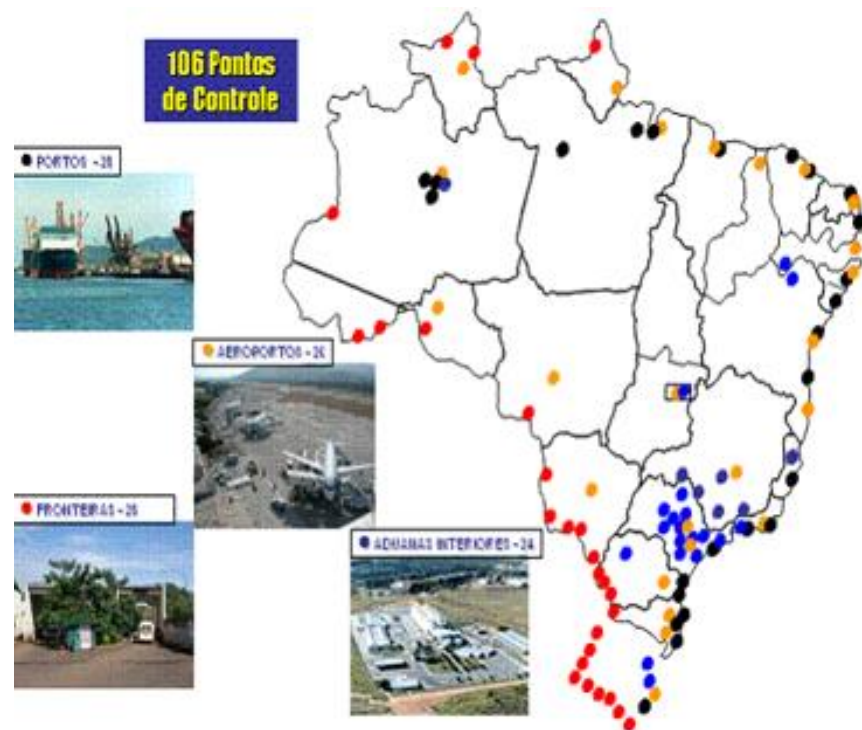 106 Pontos
de Controle
PORTOS - 28
AEROPORTOS - 26
FRONTEIRAS - 28
ADUANAS INTERIORES - 24